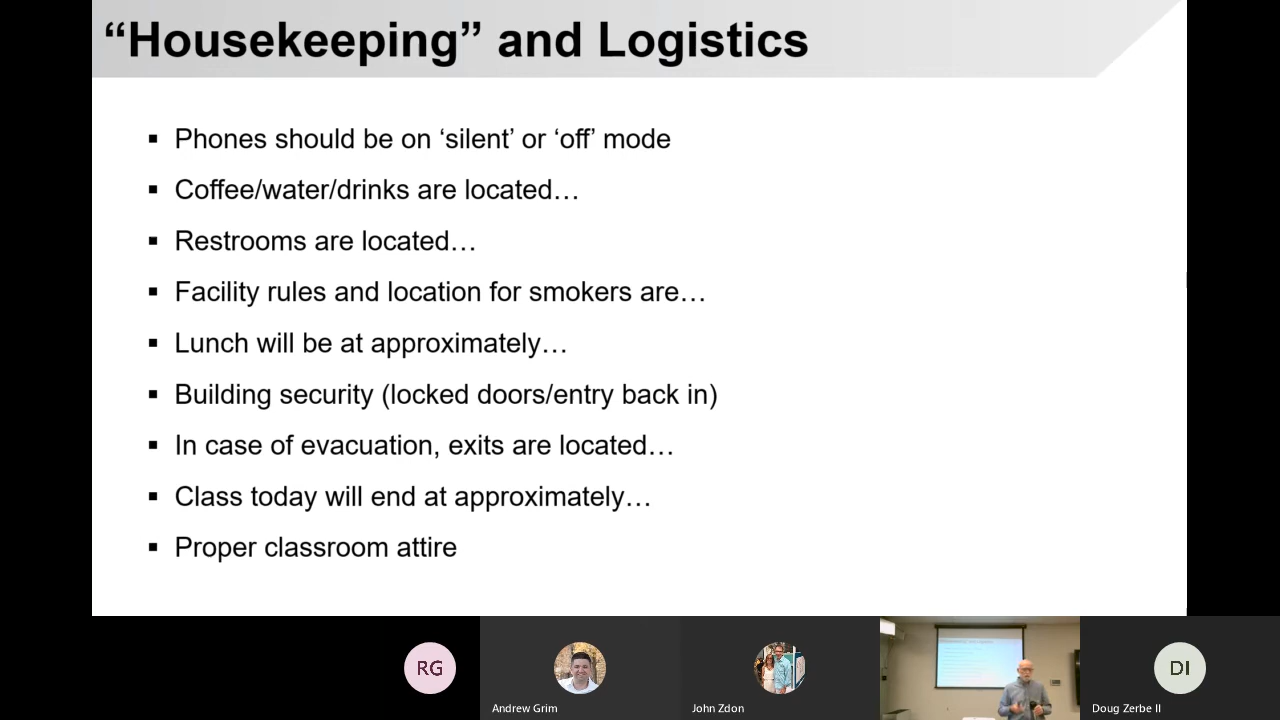 “Housekeeping” and Logistics
▪ Phones should be on ‘silent’ or ‘off’ mode
▪ Coffee/water/drinks are located…
▪ Restrooms are located…
▪ Facility rules and location for smokers are…
▪ Lunch will be at approximately…
▪ Building security (locked doors/entry back in)
▪ In case of evacuation, exits are located…
▪ Class today will end at approximately…
▪ Proper classroom attire
RG
DI
Andrew Grim
John Zdon
Doug Zerbe II